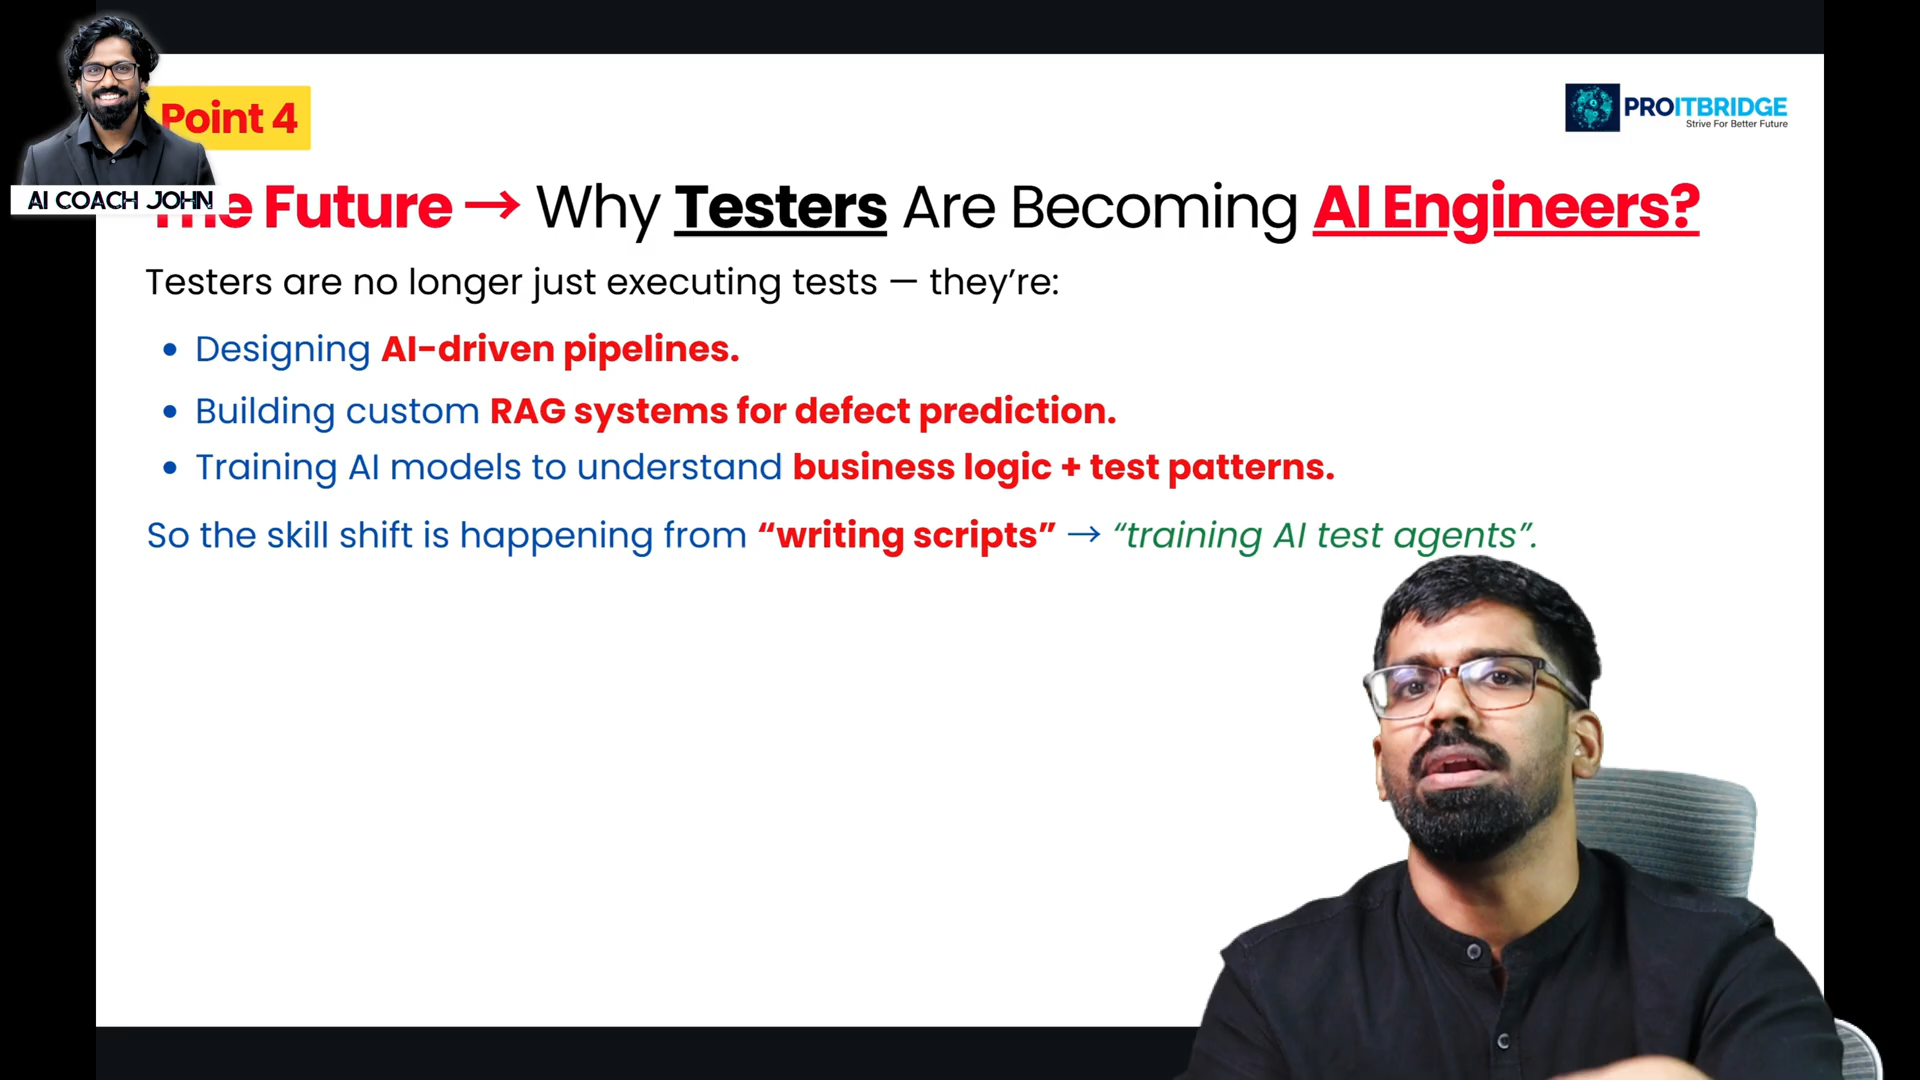 Point 4
PROITBRIDGE
Strive For Better Future
AI COACH JOHN
The Future → Why Testers Are Becoming AI Engineers?
Testers are no longer just executing tests — they’re:
• Designing AI-driven pipelines.
• Building custom RAG systems for defect prediction.
• Training AI models to understand business logic + test patterns.
So the skill shift is happening from “writing scripts” → “training AI test agents”.